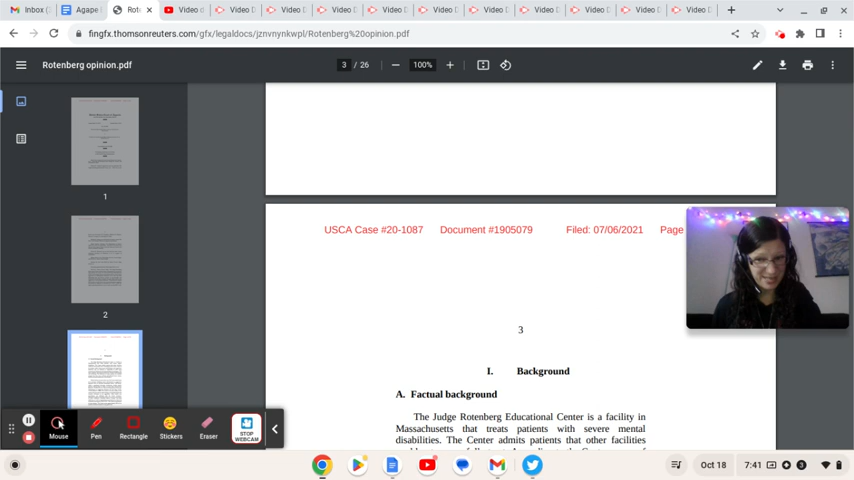 Inbox (
Agape
Rote
Video d
Video D
Video D
Video D
Video D
Video D
Video D
Video D
Video D
Video D
fingfx.thomsonreuters.com/gfx/legaldocs/jznvnynkwpl/Rotenberg%20opinion.pdf
Rotenberg opinion.pdf
3 / 26
100%
1
2
USCA Case #20-1087 Document #1905079 Filed: 07/06/2021 Page
3
I. Background
A. Factual background
The Judge Rotenberg Educational Center is a facility in
Massachusetts that treats patients with severe mental
disabilities. The Center admits patients that other facilities
Mouse
Pen
Rectangle
Stickers
Eraser
STOP
WEBCAM
Oct 18
7:41
3